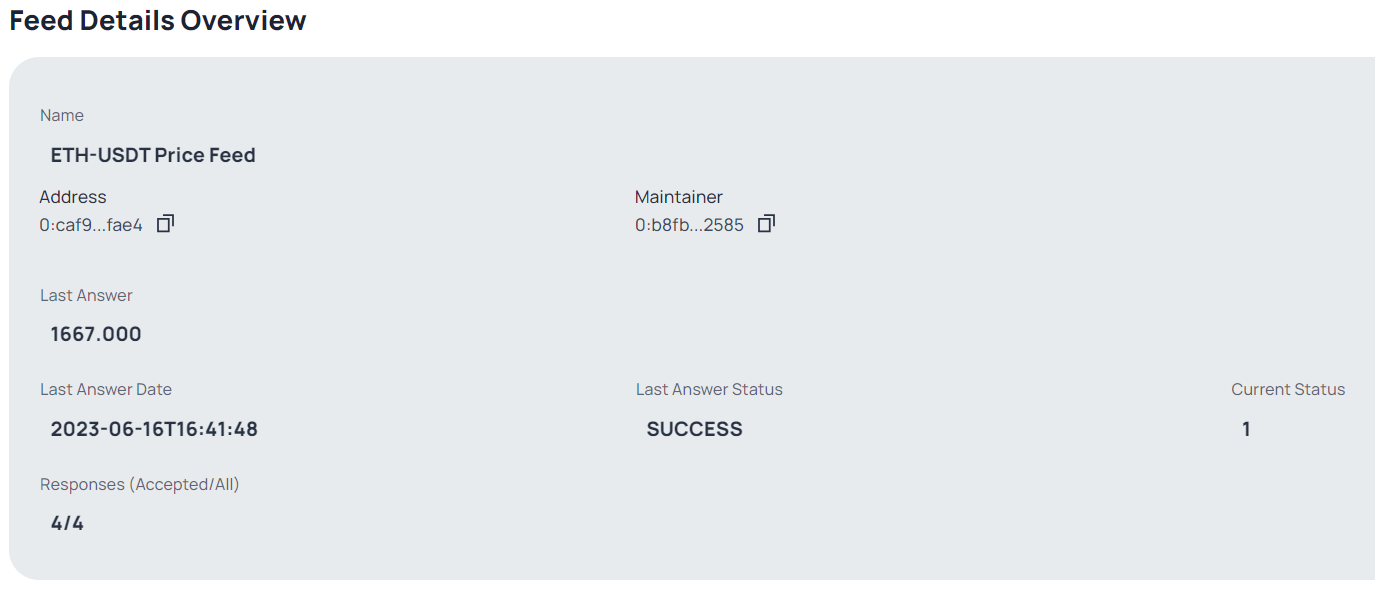 Feed Details Overview
Name
ETH-USDT Price Feed
Address
Maintainer
0:caf9...fae4
0:b8fb...2585
Last Answer
1667.000
Last Answer Date
Last Answer Status
Current Status
2023-06-16T16:41:48
SUCCESS
1
Responses (Accepted/All)
4/4